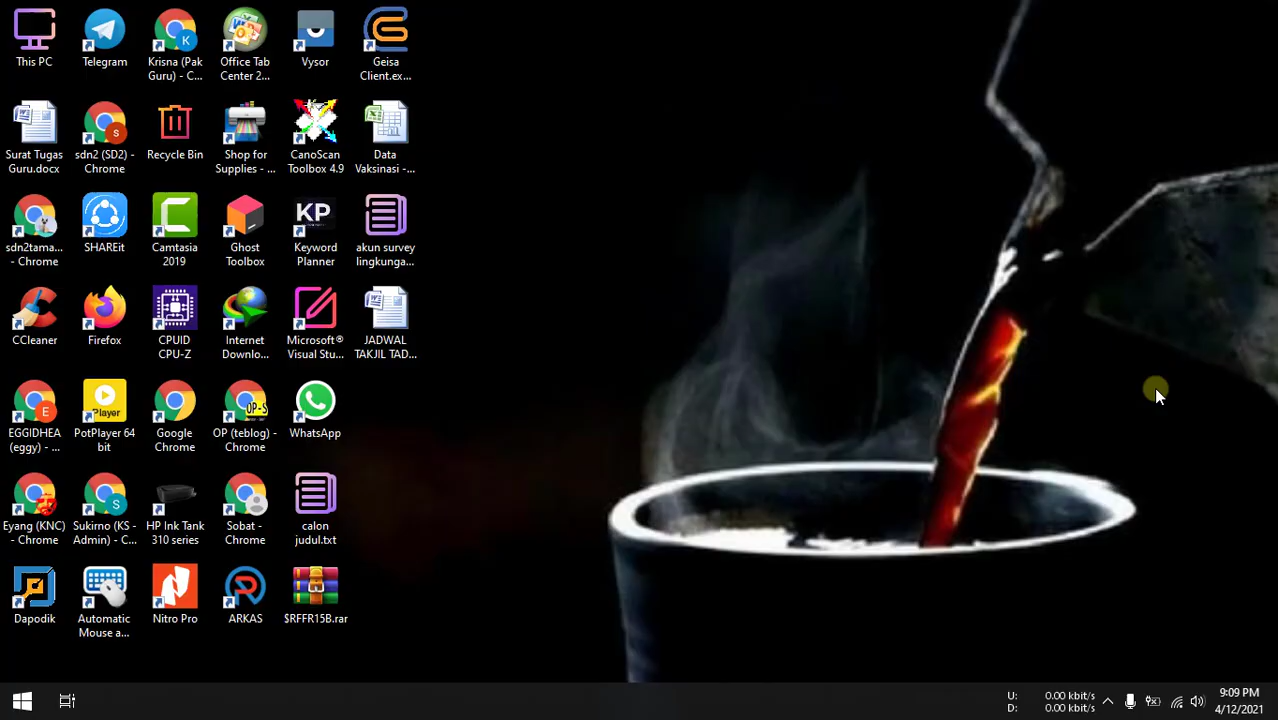 This PC
Telegram
Krisna (Pak
Guru) - C...
Office Tab
Center 2...
Vysor
Geisa
Client.ex...
Surat Tugas
Guru.docx
sdn2 (SD2) -
Chrome
Recycle Bin
Shop for
Supplies - ...
CanoScan
Toolbox 4.9
Data
Vaksinasi -...
sdn2tama...
- Chrome
SHAREit
Camtasia
2019
Ghost
Toolbox
KP
Keyword
Planner
akun survey
lingkunga...
CCleaner
Firefox
CPUID
CPU-Z
Internet
Downlo...
Microsoft®
Visual Stu...
JADWAL
TAKJIL TAD...
EGGIDHEA
(eggy) - ...
Player
PotPlayer 64
bit
Google
Chrome
OP-S
OP (teblog) -
Chrome
WhatsApp
Eyang (KNC)
- Chrome
Sukirno (KS -
Admin) - C...
HP Ink Tank
310 series
Sobat -
Chrome
calon
judul.txt
Dapodik
Automatic
Mouse a...
Nitro Pro
ARKAS
$RFFR15B.rar
U: 0.00 kbit/s
D: 0.00 kbit/s
9:09 PM
4/12/2021